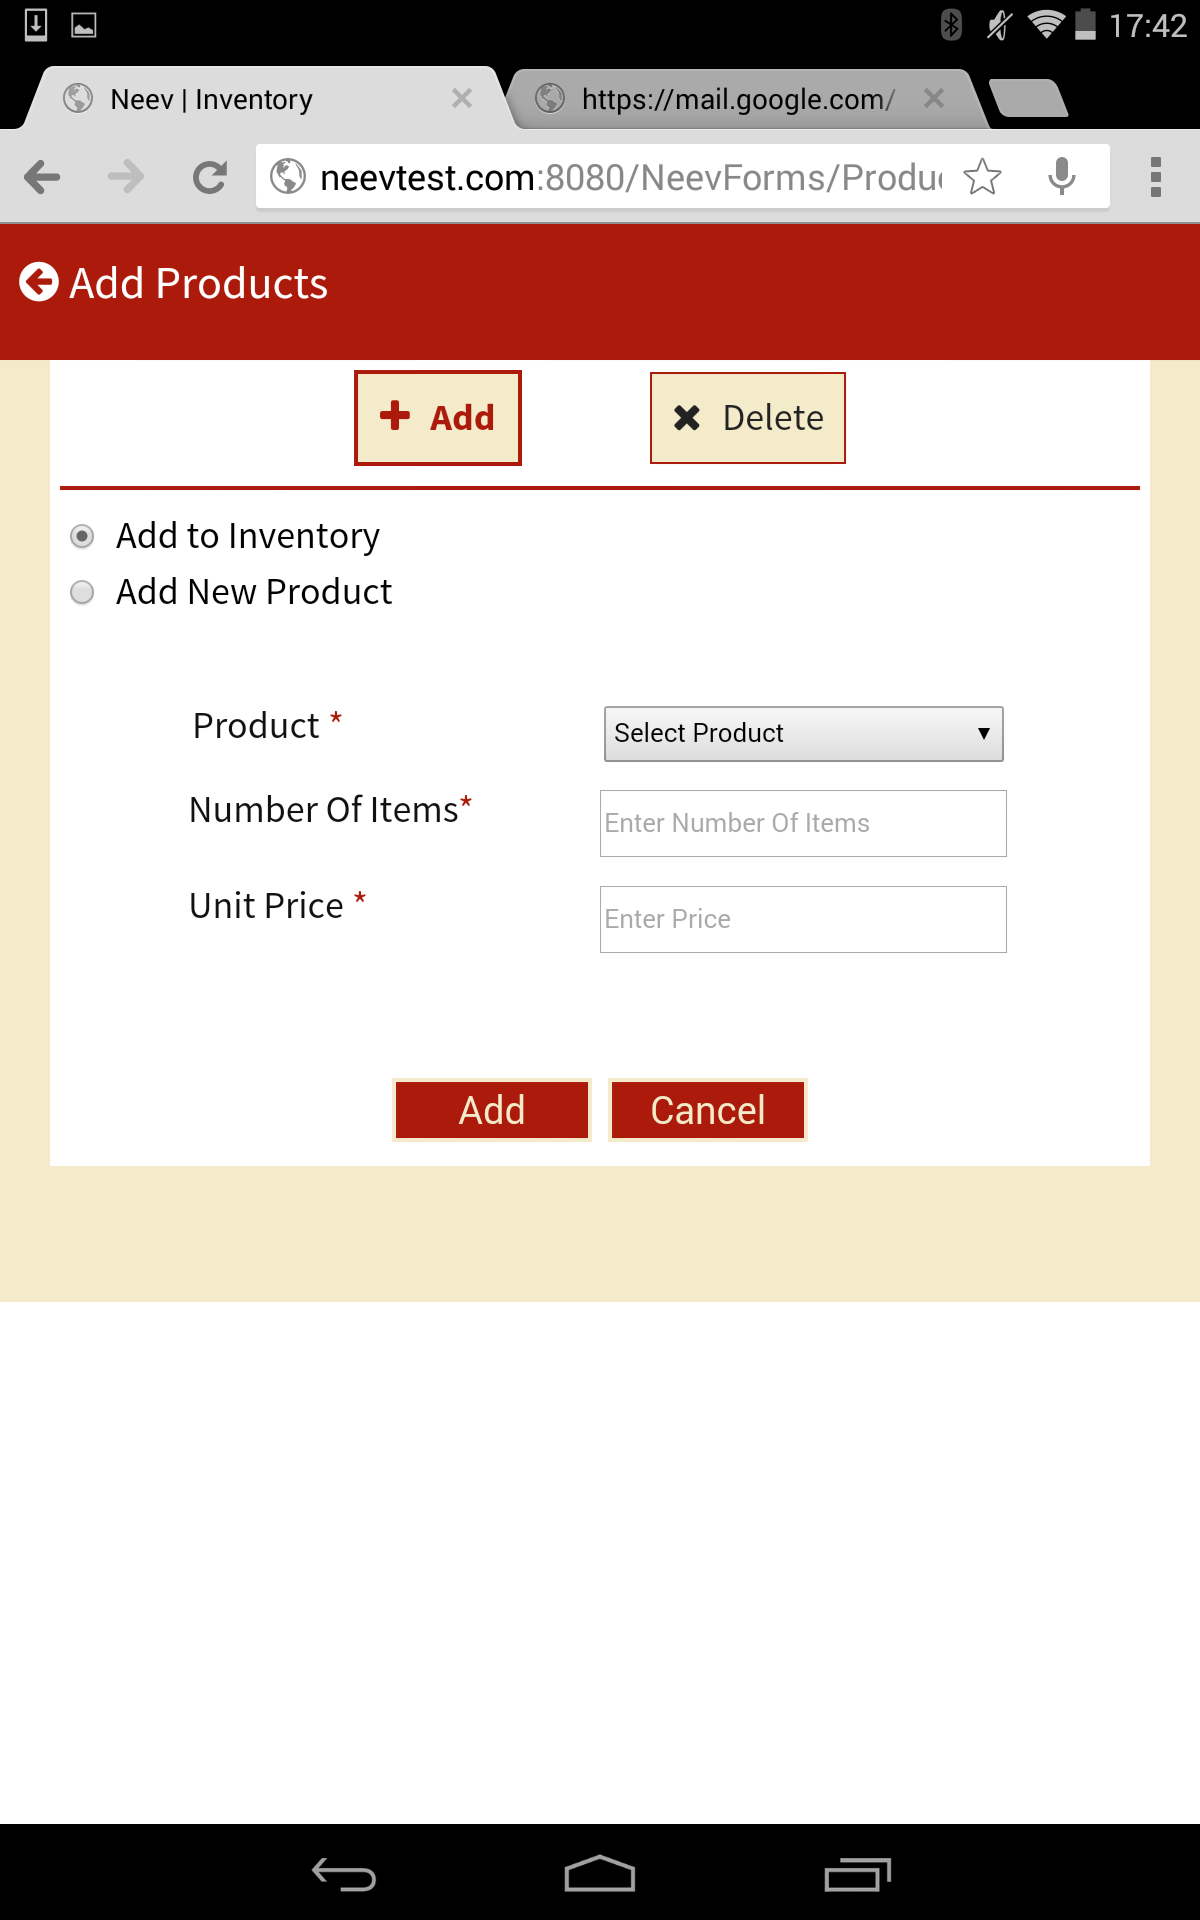 17:42
Neev | Inventory
https://mail.google.com/
neevtest.com:8080/NeevForms/Produ
Add Products
Add
Delete
Add to Inventory
Add New Product
Product *
Select Product
Number Of Items*
Enter Number Of Items
Unit Price *
Enter Price
Add
Cancel